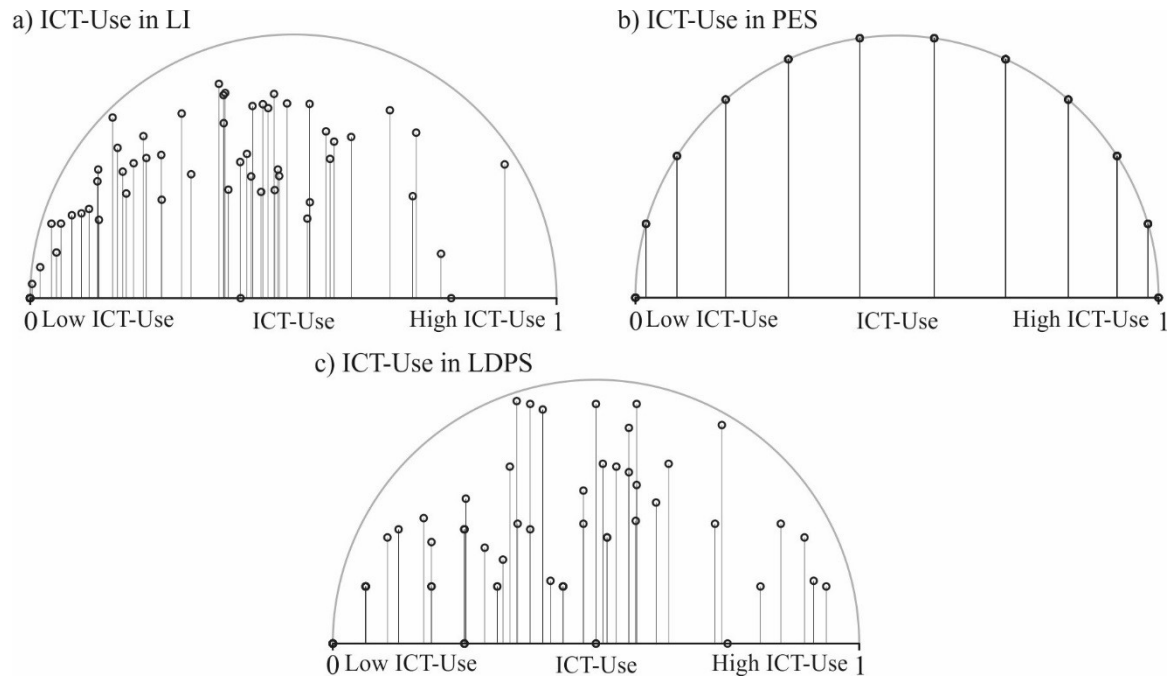 a) ICT-Use in LI
b) ICT-Use in PES
0 Low ICT-Use ICT-Use High ICT-Use 1
0 Low ICT-Use ICT-Use High ICT-Use 1
c) ICT-Use in LDPS
0 Low ICT-Use ICT-Use High ICT-Use 1